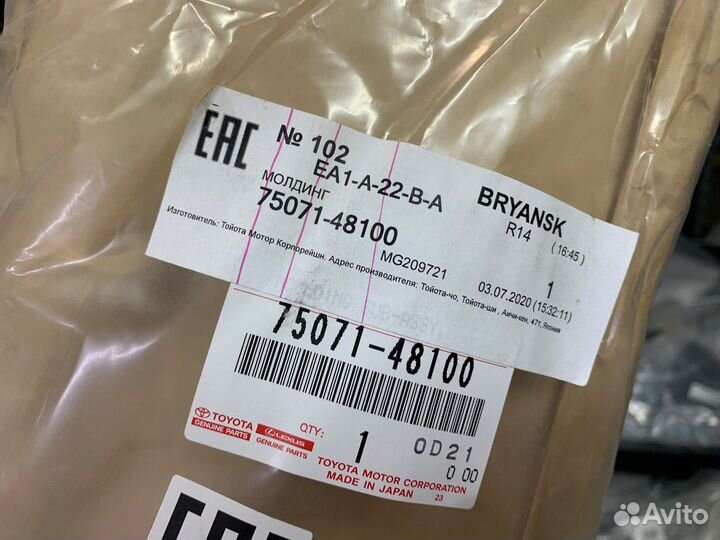 EAC
№ 102
EA1-A-22-B-A
BRYANSK
R14
(16:45)
МОЛДИНГ
75071-48100
MG209721
1
03.07.2020 (15:32:11)
Изготовитель: Тойота Мотор Корпорейшн. Адрес производителя: Тойота-чо, Тойота-ши, Аичи-кен, 471, Япония
75071-48100
TOYOTA
GENUINE PARTS
LEXUS
GENUINE PARTS
QTY:
1
0D21
0 00
TOYOTA MOTOR CORPORATION
MADE IN JAPAN
23
EAC
Avito